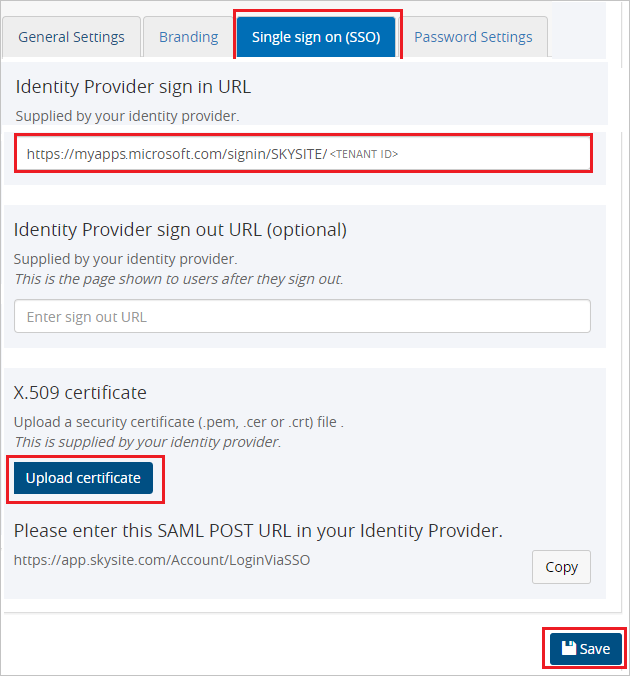 General Settings Branding Single sign on (SSO) Password Settings
Identity Provider sign in URL
Supplied by your identity provider.
https://myapps.microsoft.com/signin/SKYSITE/ <TENANT ID>
Identity Provider sign out URL (optional)
Supplied by your identity provider.
This is the page shown to users after they sign out.
Enter sign out URL
X.509 certificate
Upload a security certificate (.pem, .cer or .crt) file .
This is supplied by your identity provider.
Upload certificate
Please enter this SAML POST URL in your Identity Provider.
https://app.skysite.com/Account/LoginViaSSO
Copy
Save